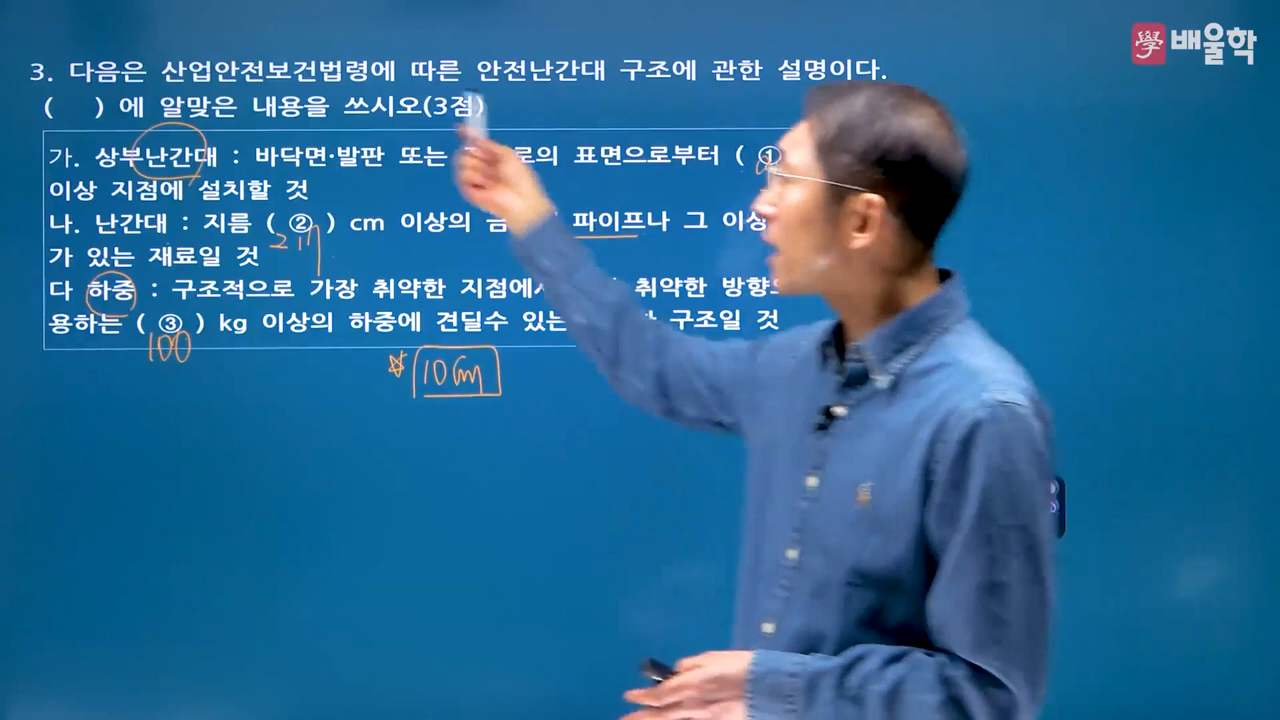 學 배울학
3. 다음은 산업안전보건법령에 따른 안전난간대 구조에 관한 설명이다.
( ) 에 알맞은 내용을 쓰시오(3점)
가. 상부난간대 : 바닥면·발판 또는 로의 표면으로부터 ( ①
이상 지점에 설치할 것
나. 난간대 : 지름 ( ② ) cm 이상의 파이프나 그 이상
가 있는 재료일 것
다 하중 : 구조적으로 가장 취약한 지점에서 취약한 방향으
용하는 ( ③ ) kg 이상의 하중에 견딜수 있는 구조일 것
100
10cm